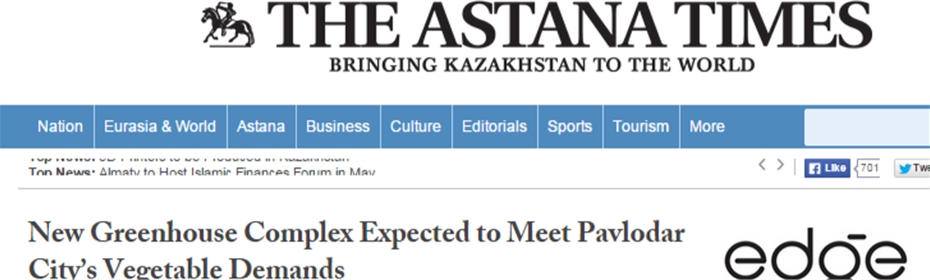 THE ASTANA TIMES
BRINGING KAZAKHSTAN TO THE WORLD
Nation Eurasia & World Astana Business Culture Editorials Sports Tourism More
Top News: 3D Printers to be Produced in Kazakhstan
Top News: Almaty to Host Islamic Finances Forum in May
Like 701 Twe
New Greenhouse Complex Expected to Meet Pavlodar
City's Vegetable Demands
edōe